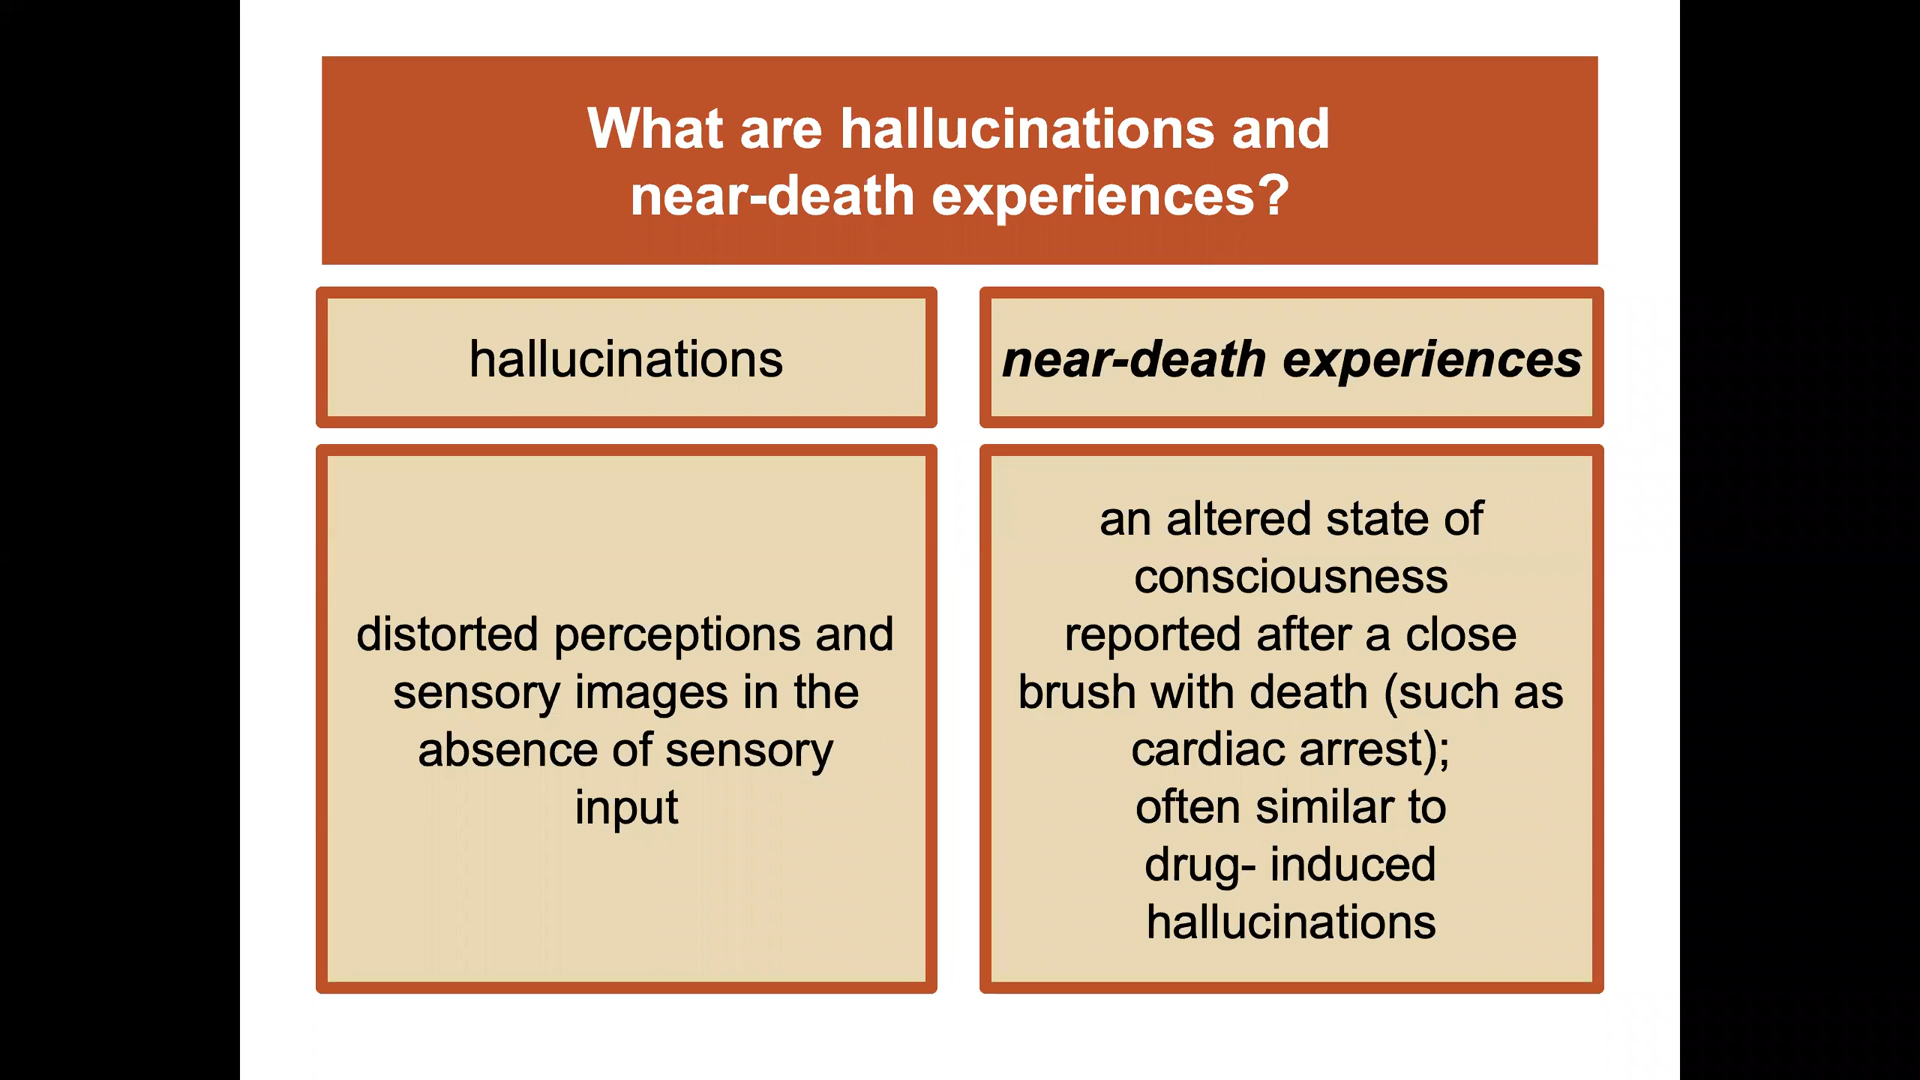 What are hallucinations and
near-death experiences?
hallucinations
near-death experiences
distorted perceptions and
sensory images in the
absence of sensory
input
an altered state of
consciousness
reported after a close
brush with death (such as
cardiac arrest);
often similar to
drug- induced
hallucinations